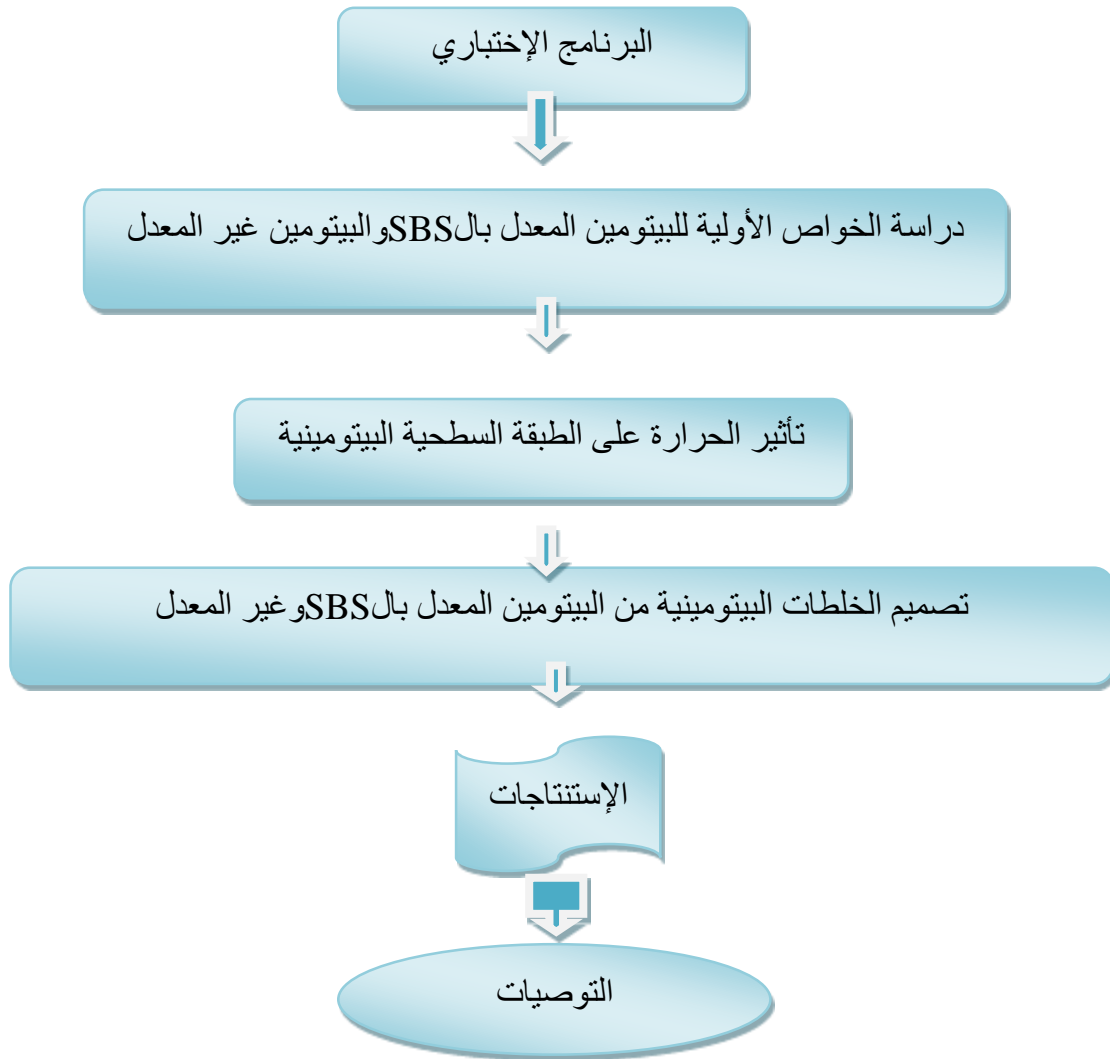 البرنامج الإختباري
دراسة الخواص الأولية للبيتومين المعدل بالSBSوالبيتومين غير المعدل
تأثير الحرارة على الطبقة السطحية البيتومينية
تصميم الخلطات البيتومينية من البيتومين المعدل بالSBSوغير المعدل
الإستنتاجات
التوصيات